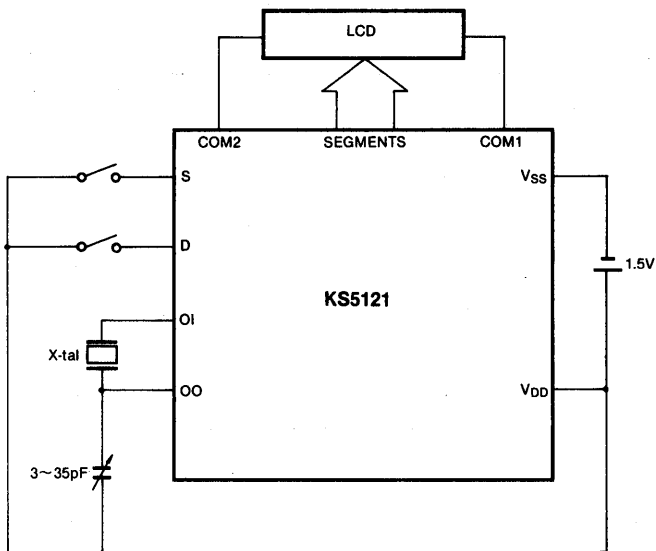 LCD
COM2 SEGMENTS COM1
S
VSS
D
1.5V
KS5121
OI
X-tal
OO
VDD
3~35pF